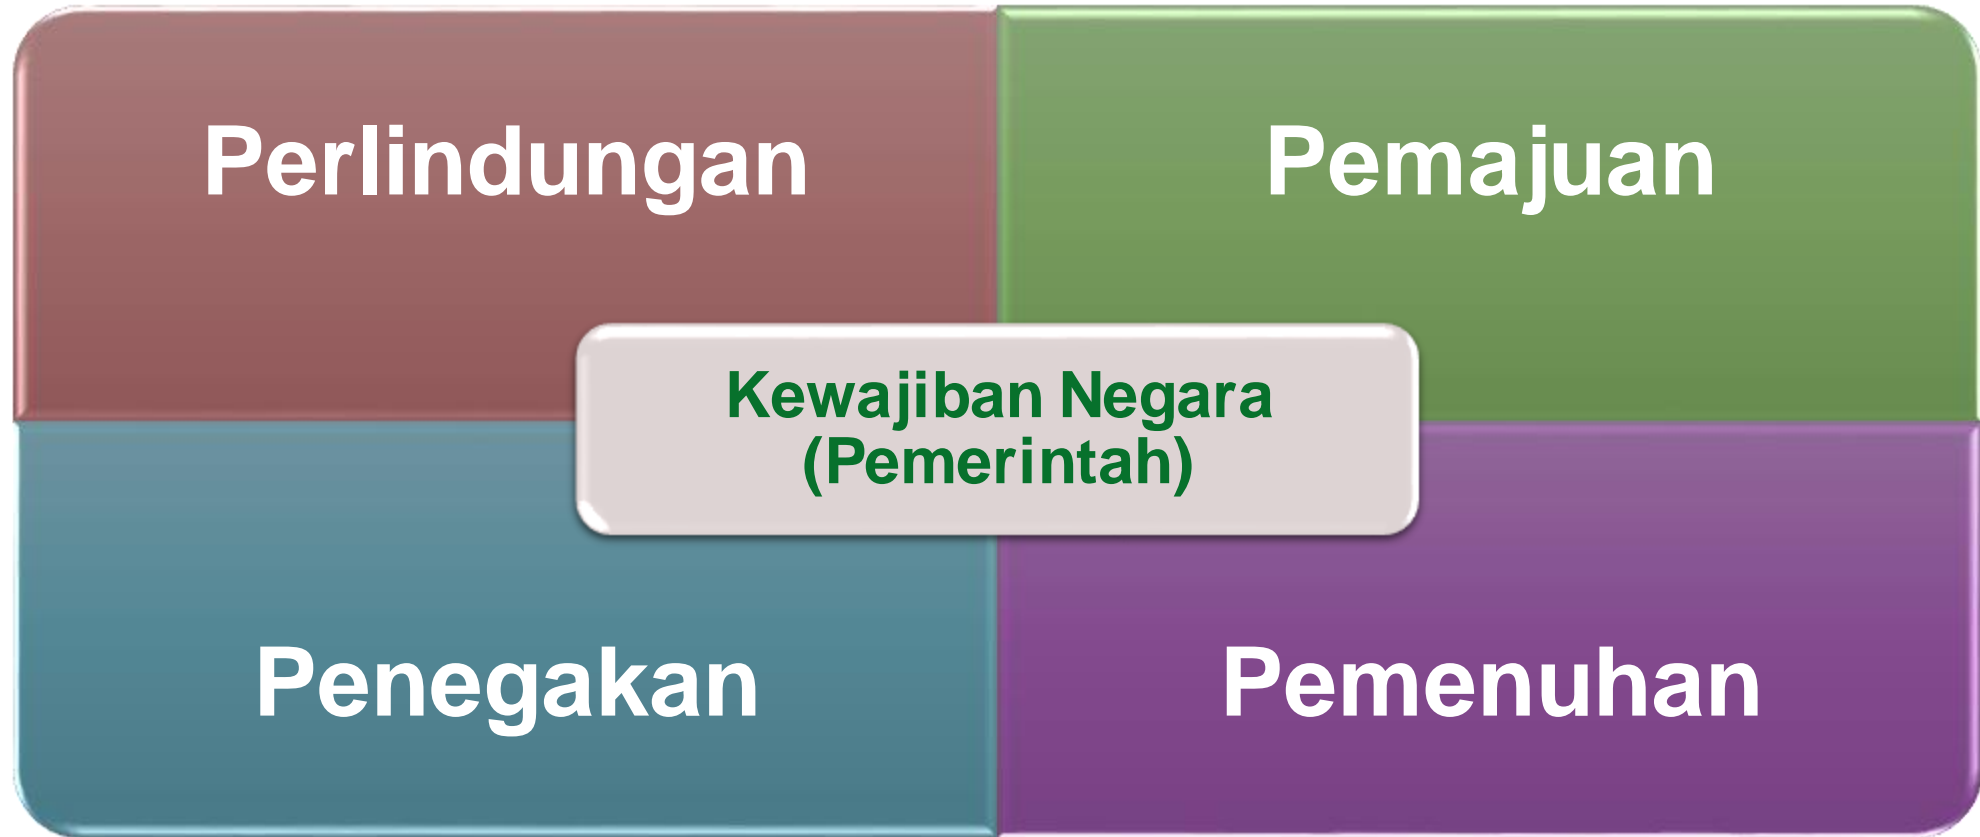 Perlindungan
Pemajuan
Kewajiban Negara
(Pemerintah)
Penegakan
Pemenuhan